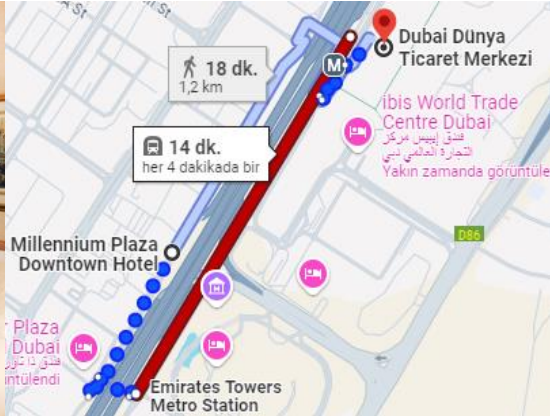 Dubai Dünya
Ticaret Merkezi
18 dk.
1,2 km
M
ibis World Trade
Centre Dubai
فندق إيبيس مركز
التجارة العالمي دبي
Yakın zamanda görüntüle
14 dk.
her 4 dakikada bir
D86
Millennium Plaza
Downtown Hotel
Plaza
Dubai
ntülendi
Emirates Towers
Metro Station